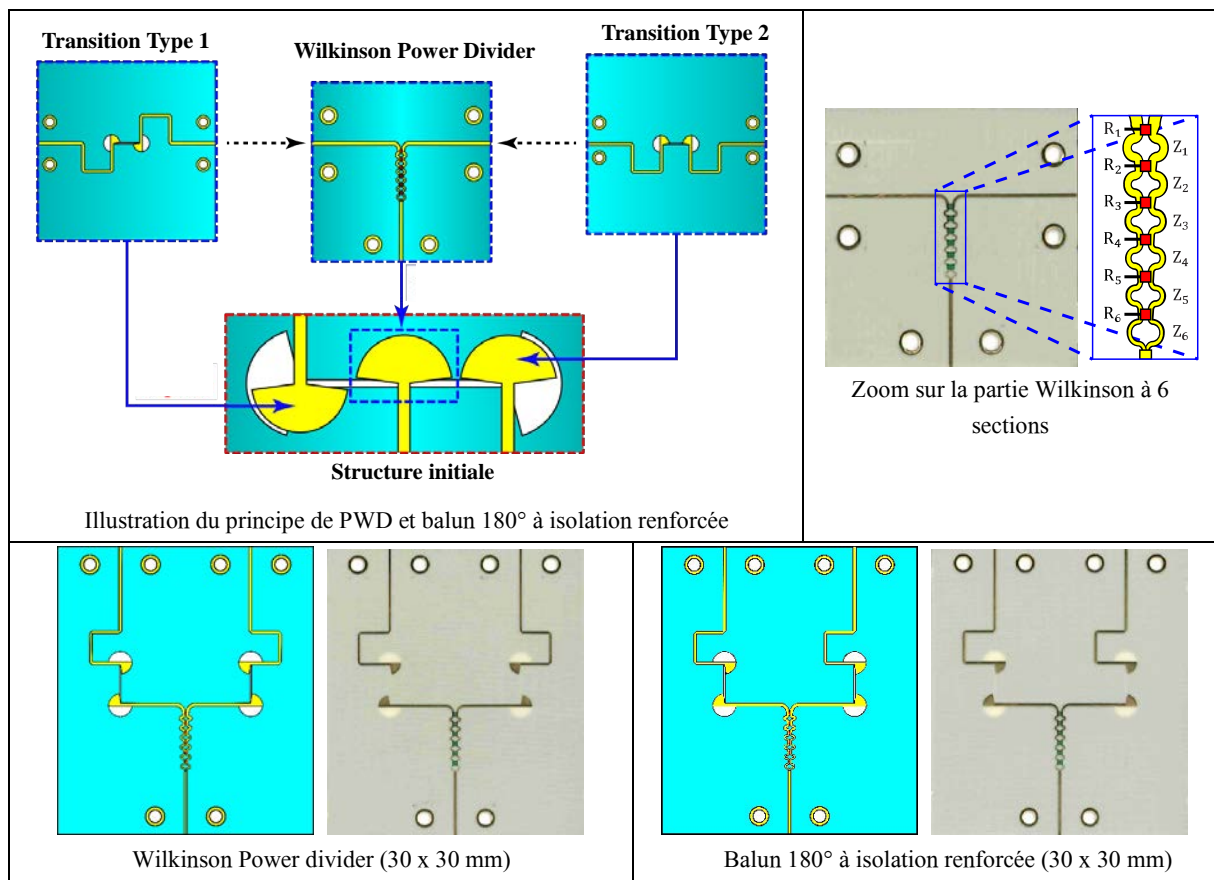 Transition Type 1
Wilkinson Power Divider
Transition Type 2
Structure initiale
Illustration du principe de PWD et balun 180° à isolation renforcée
R1
R2
R3
R4
R5
R6
Z1
Z2
Z3
Z4
Z5
Z6
Zoom sur la partie Wilkinson à 6
sections
Wilkinson Power divider (30 x 30 mm)
Balun 180° à isolation renforcée (30 x 30 mm)